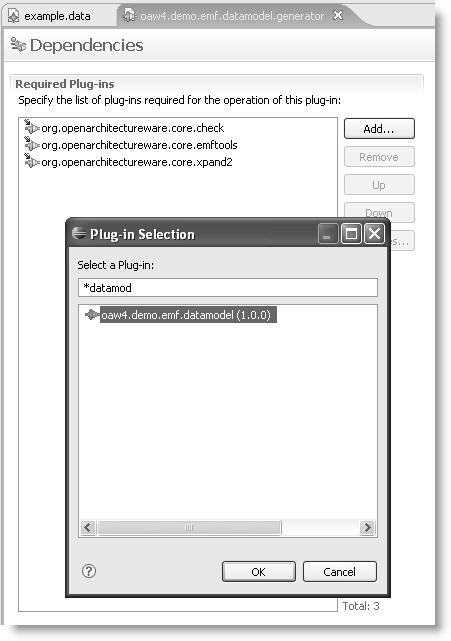 example.data
oaw4.demo.emf.datamodel.generator
Dependencies
Required Plug-ins
Specify the list of plug-ins required for the operation of this plug-in:
org.openarchitectureware.core.check
Add...
org.openarchitectureware.core.emftools
Remove
org.openarchitectureware.core.xpand2
Up
Down
s...
Plug-in Selection
Select a Plug-in:
*datamod
oaw4.demo.emf.datamodel (1.0.0)
?
OK
Cancel
Total: 3